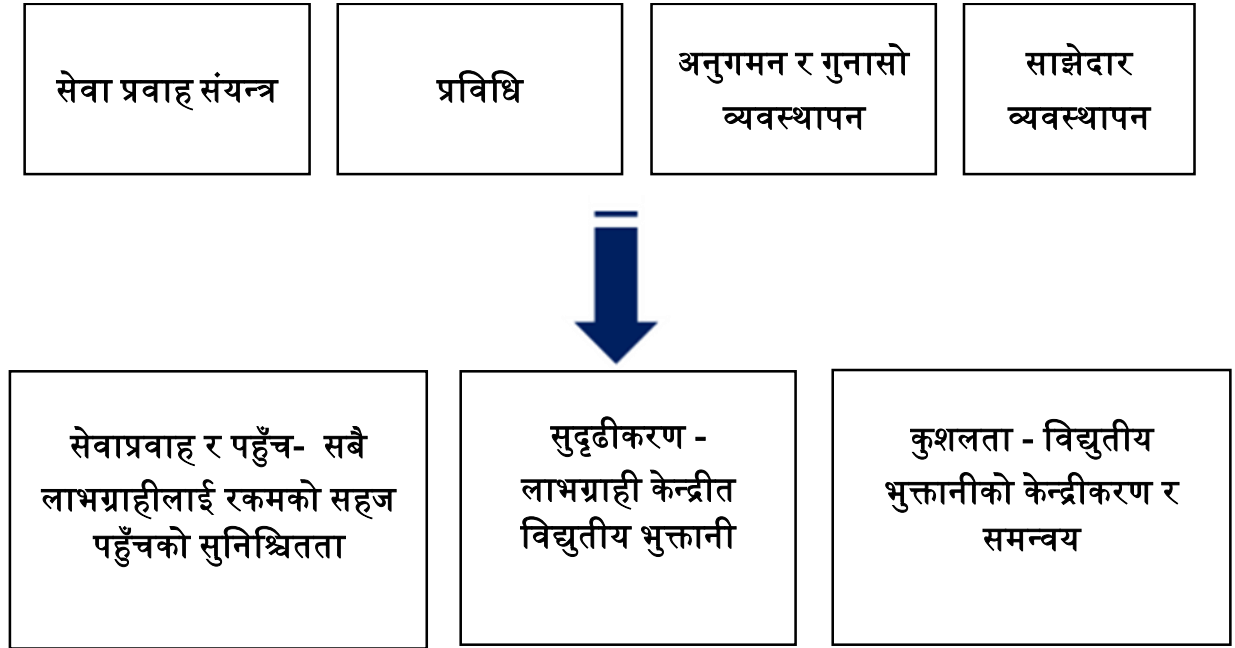 सेवा प्रवाह संयन्त्र
प्रविधि
अनुगमन र गुनासो
व्यवस्थापन
साझेदार
व्यवस्थापन
सेवाप्रवाह र पहुँच- सबै
लाभग्राहीलाई रकमको सहज
पहुँचको सुनिश्चितता
सुदृढीकरण -
लाभग्राही केन्द्रीत
विद्युतीय भुक्तानी
कुशलता - विद्युतीय
भुक्तानीको केन्द्रीकरण र
समन्वय